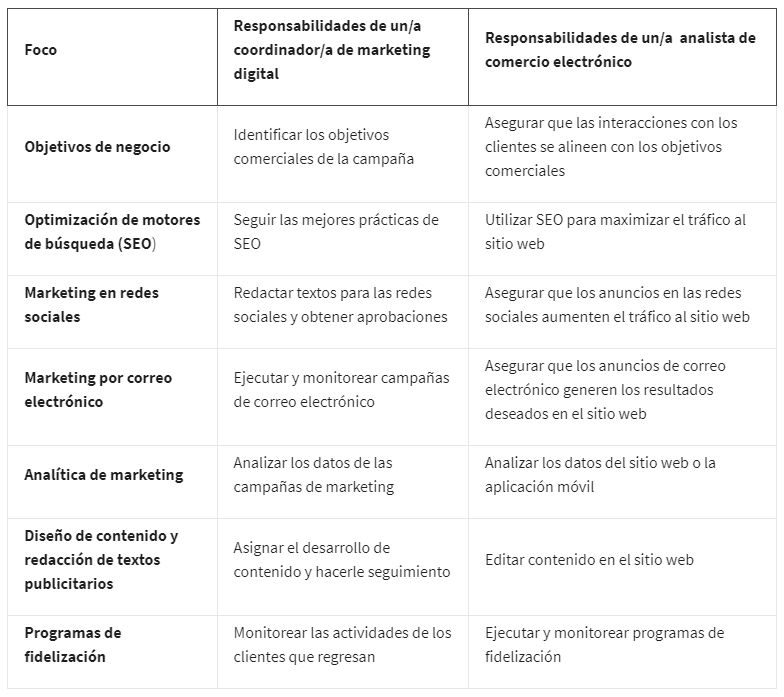 Foco
Responsabilidades de un/a
coordinador/a de marketing
digital
Responsabilidades de un/a  analista de
comercio electrónico
Objetivos de negocio
Identificar los objetivos
comerciales de la campaña
Asegurar que las interacciones con los
clientes se alineen con los objetivos
comerciales
Optimización de motores
de búsqueda (SEO)
Seguir las mejores prácticas de
SEO
Utilizar SEO para maximizar el tráfico al
sitio web
Marketing en redes
sociales
Redactar textos para las redes
sociales y obtener aprobaciones
Asegurar que los anuncios en las redes
sociales aumenten el tráfico al sitio web
Marketing por correo
electrónico
Ejecutar y monitorear campañas
de correo electrónico
Asegurar que los anuncios de correo
electrónico generen los resultados
deseados en el sitio web
Analítica de marketing
Analizar los datos de las
campañas de marketing
Analizar los datos del sitio web o la
aplicación móvil
Diseño de contenido y
redacción de textos
publicitarios
Asignar el desarrollo de
contenido y hacerle seguimiento
Editar contenido en el sitio web
Programas de
fidelización
Monitorear las actividades de los
clientes que regresan
Ejecutar y monitorear programas de
fidelización